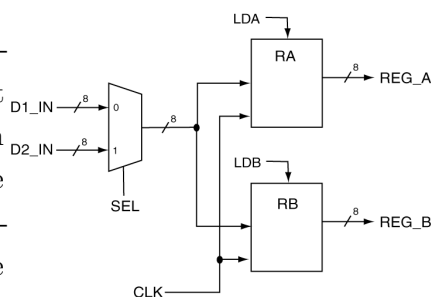 LDA
RA
8
REG_A
t
D1_IN
8
0
8
a
D2_IN
8
1
e
SEL
LDB
RB
8
REG_B
e
CLK